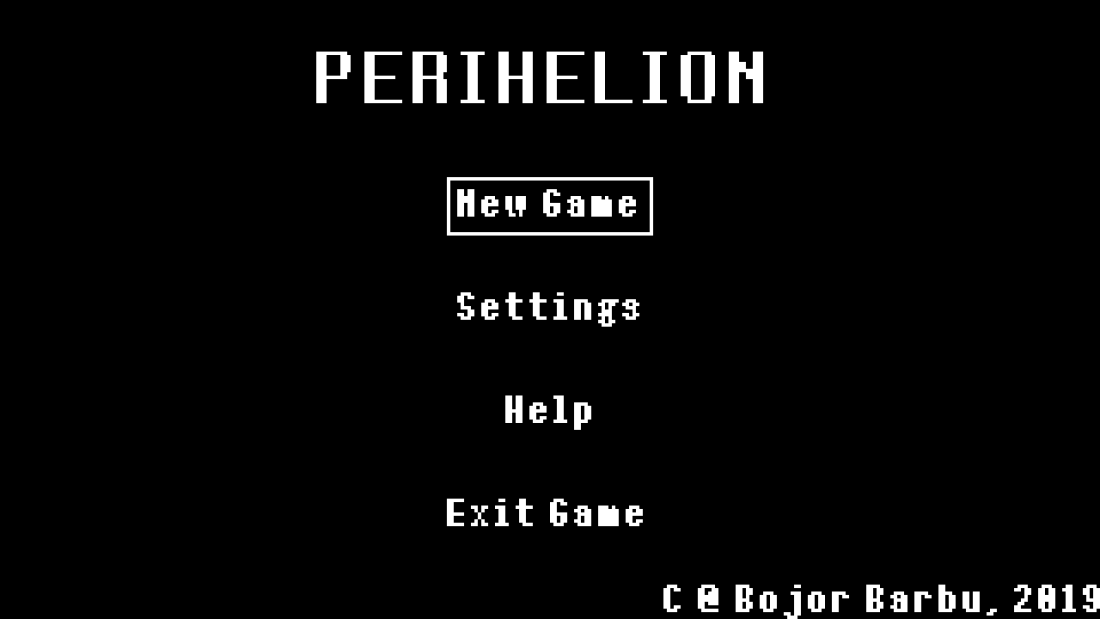 PERIHELION
New Game
Settings
Help
Exit Game
C @ Bojor Barbu, 2019